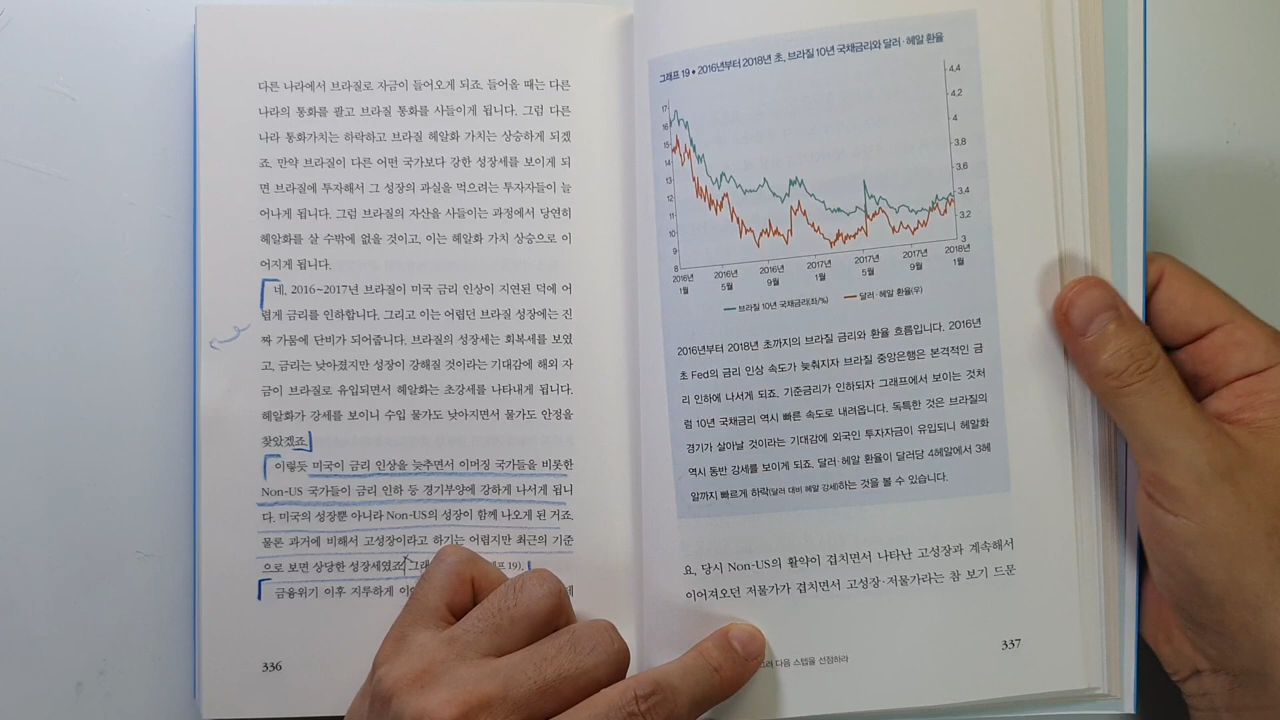 다른 나라에서 브라질로 자금이 들어오게 되죠. 들어올 때는 다른
나라의 통화를 팔고 브라질 통화를 사들이게 됩니다. 그럼 다른
나라 통화가치는 하락하고 브라질 헤알화 가치는 상승하게 되겠
죠. 만약 브라질이 다른 어떤 국가보다 강한 성장세를 보이게 되
면 브라질에 투자해서 그 성장의 과실을 먹으려는 투자자들이 늘
어나게 됩니다. 그럼 브라질의 자산을 사들이는 과정에서 당연히
헤알화를 살 수밖에 없을 것이고, 이는 헤알화 가치 상승으로 이
어지게 됩니다.
네, 2016~2017년 브라질이 미국 금리 인상이 지연된 덕에 어
렵게 금리를 인하합니다. 그리고 이는 어렵던 브라질 성장에는 진
짜 가뭄에 단비가 되어줍니다. 브라질의 성장세는 회복세를 보였
고, 금리는 낮아졌지만 성장이 강해질 것이라는 기대감에 해외 자
금이 브라질로 유입되면서 헤알화는 초강세를 나타내게 됩니다.
헤알화가 강세를 보이니 수입 물가도 낮아지면서 물가도 안정을
찾았겠죠.
이렇듯 미국이 금리 인상을 늦추면서 이머징 국가들을 비롯한
Non-US 국가들이 금리 인하 등 경기부양에 강하게 나서게 됩니
다. 미국의 성장뿐 아니라 Non-US의 성장이 함께 나오게 된 거죠.
물론 과거에 비해서 고성장이라고 하기는 어렵지만 최근의 기준
으로 보면 상당한 성장세였죠 19).
금융위기 이후 지루하게
336
그래프 19 • 2016년부터 2018년 초, 브라질 10년 국채금리와 달러·헤알 환율
17
16
15
14
13
12
11
10
9
8
4.4
4.2
4
3.8
3.6
3.4
3.2
3
2016년 1월
2016년 5월
2016년 9월
2017년 1월
2017년 5월
2017년 9월
2018년 1월
브라질 10년 국채금리(좌/%) 달러·헤알 환율(우)
2016년부터 2018년 초까지의 브라질 금리와 환율 흐름입니다. 2016년
초 Fed의 금리 인상 속도가 늦춰지자 브라질 중앙은행은 본격적인 금
리 인하에 나서게 되죠. 기준금리가 인하되자 그래프에서 보이는 것처
럼 10년 국채금리 역시 빠른 속도로 내려옵니다. 독특한 것은 브라질의
경기가 살아날 것이라는 기대감에 외국인 투자자금이 유입되니 헤알화
역시 동반 강세를 보이게 되죠. 달러·헤알 환율이 달러당 4헤알에서 3헤
알까지 빠르게 하락(달러 대비 헤알 강세)하는 것을 볼 수 있습니다.
요, 당시 Non-US의 활약이 겹치면서 나타난 고성장과 계속해서
이어져오던 저물가가 겹치면서 고성장·저물가라는 참 보기 드문
다음 스텝을 선점하라
337